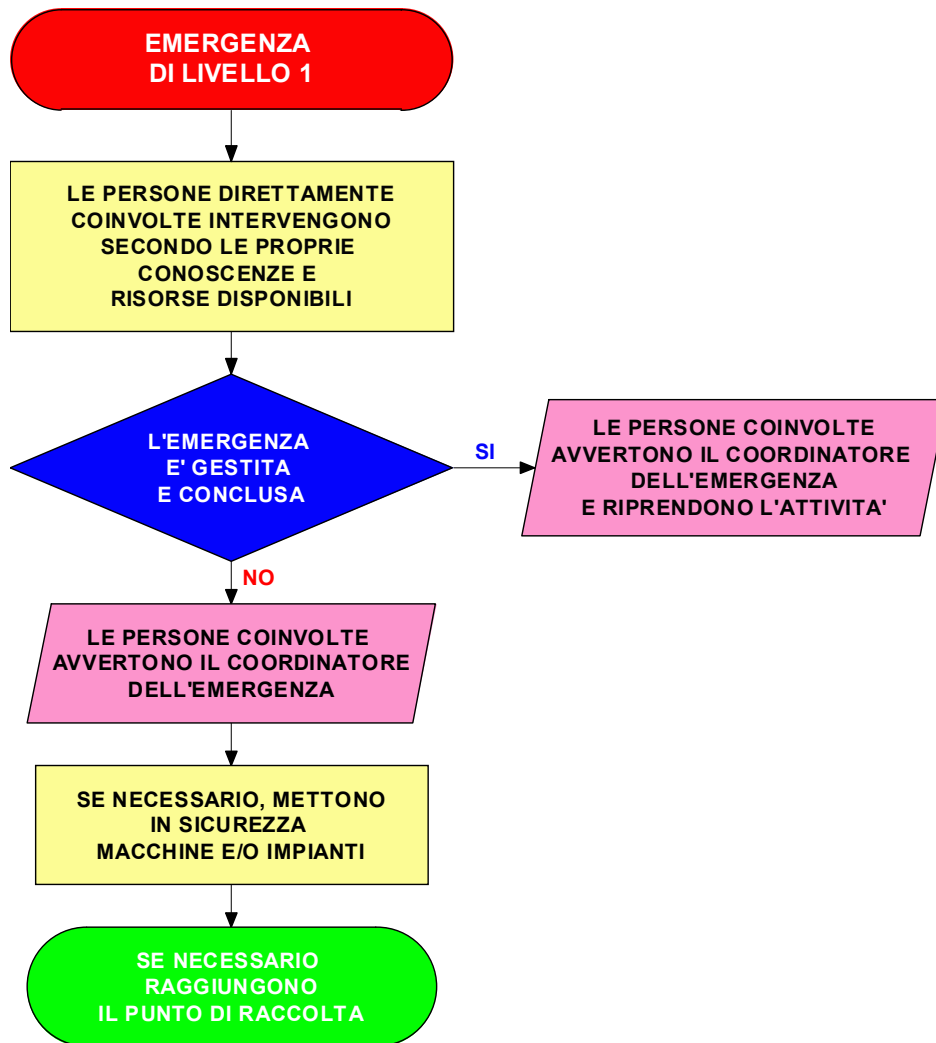 EMERGENZA
DI LIVELLO 1
LE PERSONE DIRETTAMENTE
COINVOLTE INTERVENGONO
SECONDO LE PROPRIE
CONOSCENZE E
RISORSE DISPONIBILI
L'EMERGENZA
E' GESTITA
E CONCLUSA
SI
LE PERSONE COINVOLTE
AVVERTONO IL COORDINATORE
DELL'EMERGENZA
E RIPRENDONO L'ATTIVITA'
NO
LE PERSONE COINVOLTE
AVVERTONO IL COORDINATORE
DELL'EMERGENZA
SE NECESSARIO, METTONO
IN SICUREZZA
MACCHINE E/O IMPIANTI
SE NECESSARIO
RAGGIUNGONO
IL PUNTO DI RACCOLTA